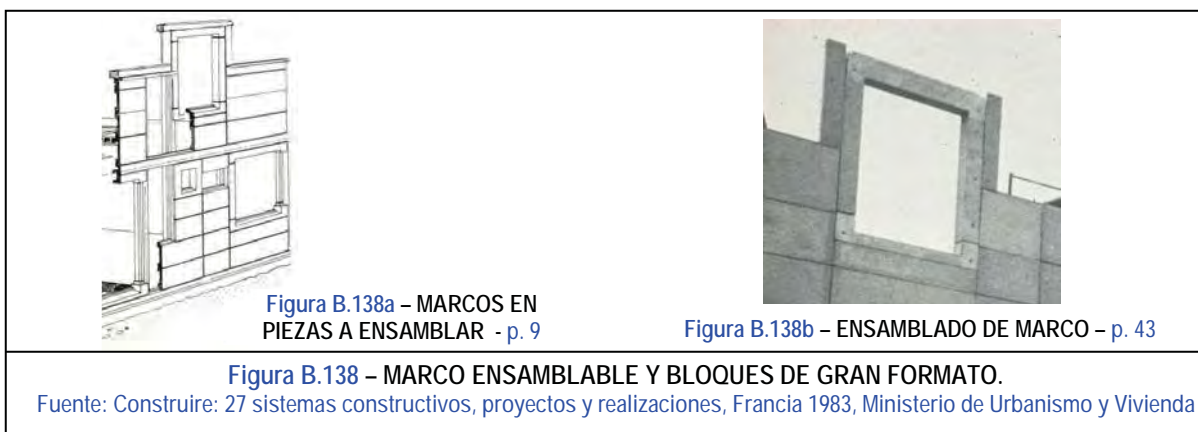 Figura B.138a – MARCOS EN
PIEZAS A ENSAMBLAR - p. 9
Figura B.138b – ENSAMBLADO DE MARCO – p. 43
Figura B.138 – MARCO ENSAMBLABLE Y BLOQUES DE GRAN FORMATO.
Fuente: Construire: 27 sistemas constructivos, proyectos y realizaciones, Francia 1983, Ministerio de Urbanismo y Vivienda